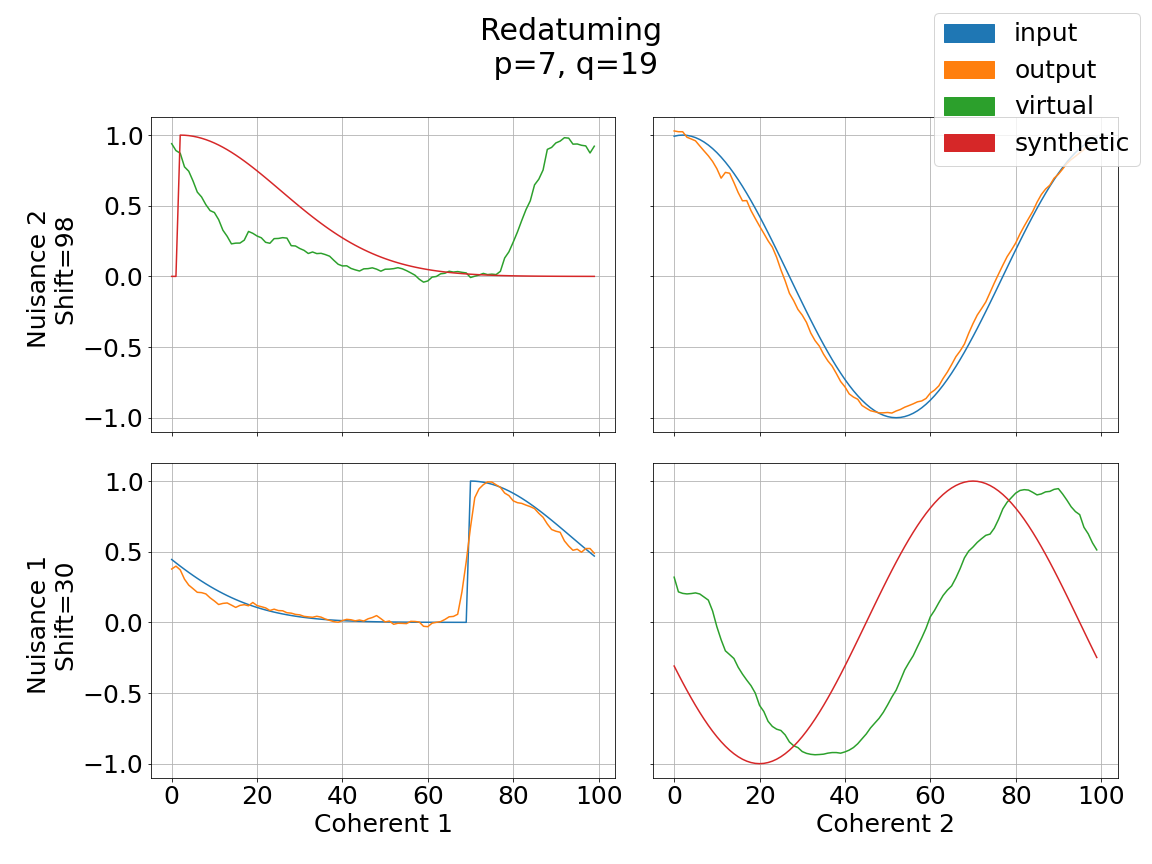 Redatuming
p=7, q=19
input
output
virtual
synthetic
Nuisance 2
Shift=98
1.0
0.5
0.0
−0.5
−1.0
Nuisance 1
Shift=30
1.0
0.5
0.0
−0.5
−1.0
0 20 40 60 80 100
0 20 40 60 80 100
Coherent 1
Coherent 2